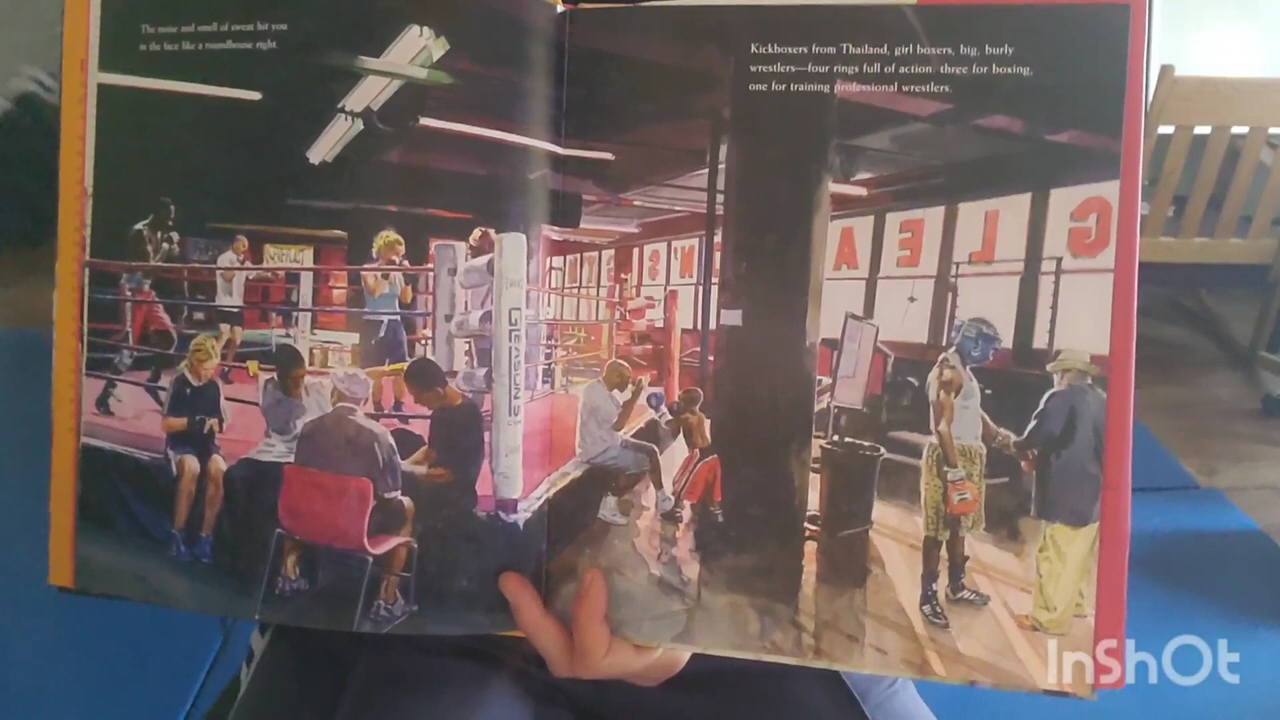 The noise and smell of sweat hit you
in the face like a roundhouse right.
Kickboxers from Thailand, girl boxers, big, burly
wrestlers—four rings full of action: three for boxing,
one for training professional wrestlers.
GLEASON'S
N'S
A E L G
InShOt